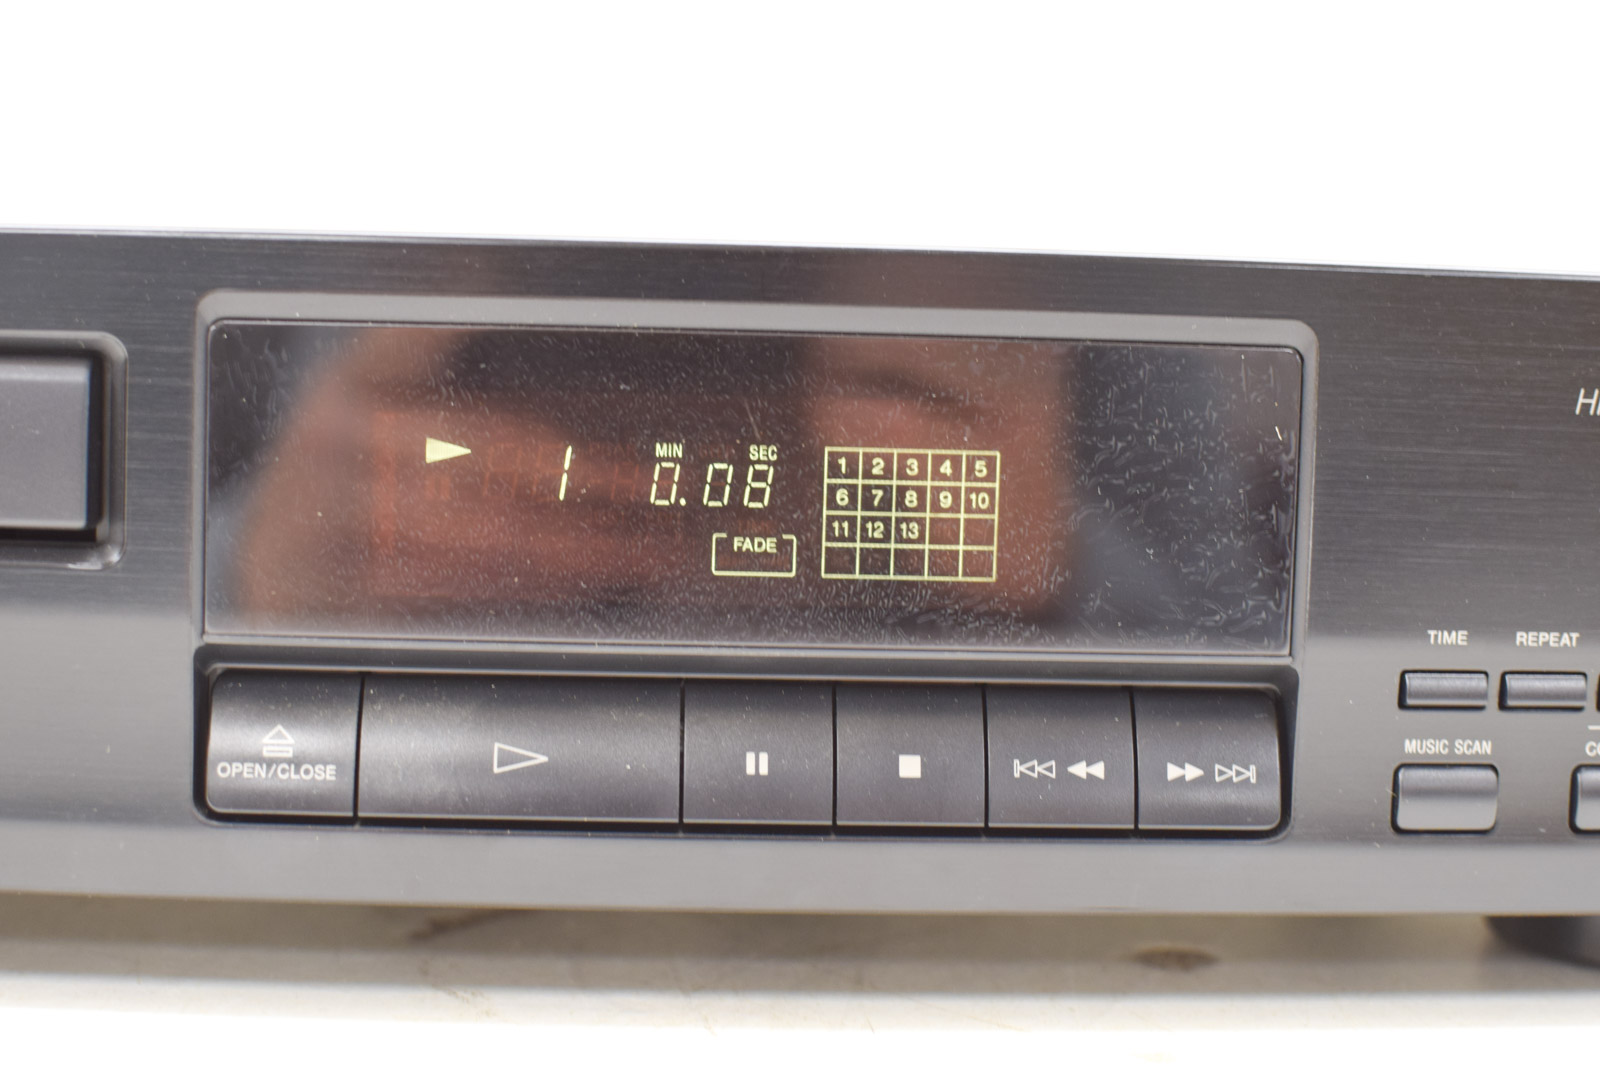 MIN SEC
1 0.08
FADE
1 2 3 4 5
6 7 8 9 10
11 12 13
OPEN/CLOSE
TIME REPEAT
MUSIC SCAN